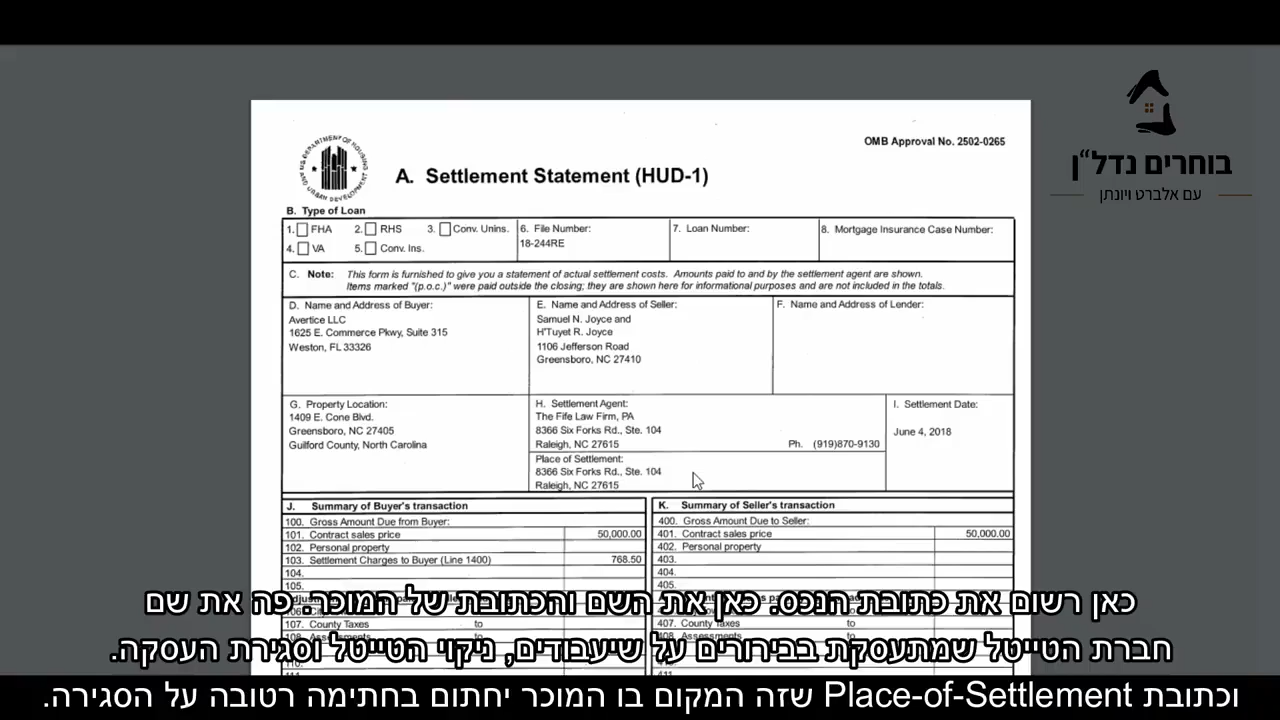 OMB Approval No. 2502-0265
A. Settlement Statement (HUD-1)
בוחרים נדל״ן
עם אלברט ויונתן
B. Type of Loan
1. FHA 2. RHS 3. Conv. Unins.
4. VA 5. Conv. Ins.
6. File Number:
18-244RE
7. Loan Number:
8. Mortgage Insurance Case Number:
C. Note: This form is furnished to give you a statement of actual settlement costs. Amounts paid to and by the settlement agent are shown.
Items marked "(p.o.c.)" were paid outside the closing; they are shown here for informational purposes and are not included in the totals.
D. Name and Address of Buyer:
Avertice LLC
1625 E. Commerce Pkwy, Suite 315
Weston, FL 33326
E. Name and Address of Seller:
Samuel N. Joyce and
H'Tuyet R. Joyce
1106 Jefferson Road
Greensboro, NC 27410
F. Name and Address of Lender:
G. Property Location:
1409 E. Cone Blvd.
Greensboro, NC 27405
Guilford County, North Carolina
H. Settlement Agent:
The Fife Law Firm, PA
8366 Six Forks Rd., Ste. 104
Raleigh, NC 27615 Ph. (919)870-9130
Place of Settlement:
8366 Six Forks Rd., Ste. 104
Raleigh, NC 27615
I. Settlement Date:
June 4, 2018
J. Summary of Buyer's transaction
100. Gross Amount Due from Buyer:
101. Contract sales price 50,000.00
102. Personal property
103. Settlement Charges to Buyer (Line 1400) 768.50
104.
105.
107. County Taxes to
K. Summary of Seller's transaction
400. Gross Amount Due to Seller:
401. Contract sales price 50,000.00
402. Personal property
403.
404.
405.
407. County Taxes to
כאן רשום את כתובת הנכס. כאן את השם והכתובת של המוכר. פה את שם
חברת הטייטל שמתעסקת בבירורים על שיעבודים, ניקוי הטייטל וסגירת העסקה.
וכתובת Place-of-Settlement שזה המקום בו המוכר יחתום בחתימה רטובה על הסגירה.